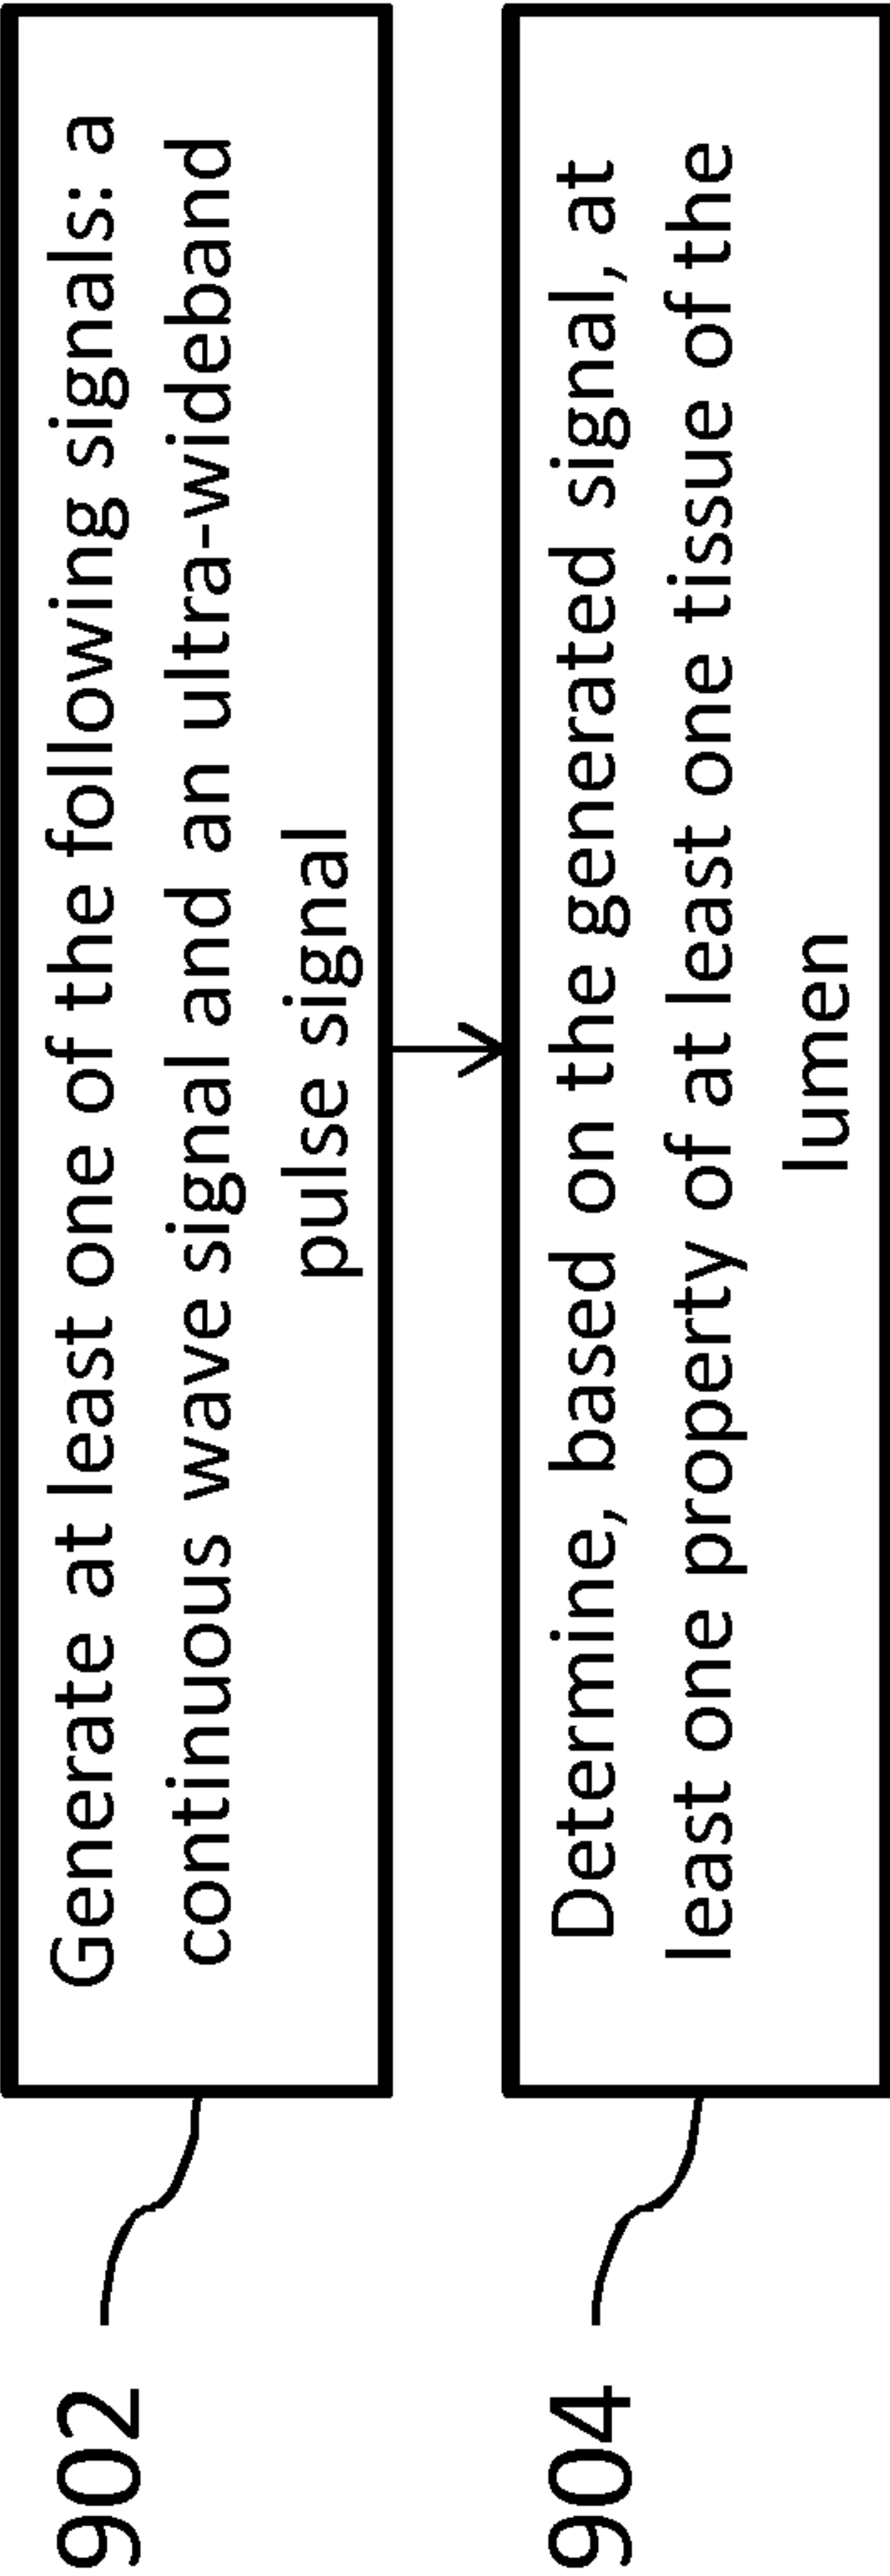 902
Generate at least one of the following signals: a
continuous wave signal and an ultra-wideband
pulse signal
904
Determine, based on the generated signal, at
least one property of at least one tissue of the
lumen